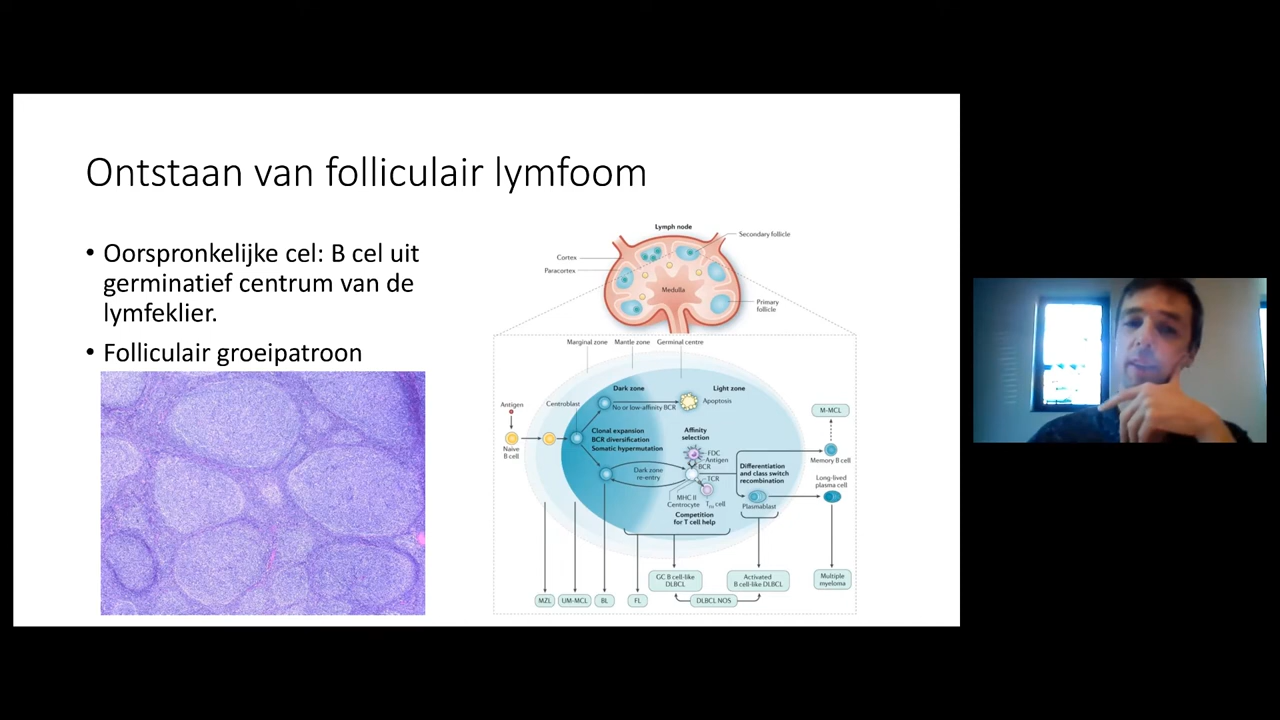 Ontstaan van folliculair lymfoom
• Oorspronkelijke cel: B cel uit
germinatief centrum van de
lymfeklier.
• Folliculair groeipatroon
Lymph node
Secondary follicle
Cortex
Paracortex
Medulla
Primary
follicle
Marginal zone
Mantle zone
Germinal centre
Dark zone
Light zone
Antigen
Centroblast
No or low-affinity BCR
Apoptosis
M-MCL
Naive
B cell
Clonal expansion
BCR diversification
Somatic hypermutation
Affinity
selection
FDC
Antigen
BCR
TCR
Dark zone
re-entry
MHC II
Centrocyte
TFH cell
Competition
for T cell help
Differentiation
and class switch
recombination
Memory B cell
Long-lived
plasma cell
Plasmablast
GC B cell-like
DLBCL
Activated
B cell-like DLBCL
Multiple
myeloma
MZL
UM-MCL
BL
FL
DLBCL NOS